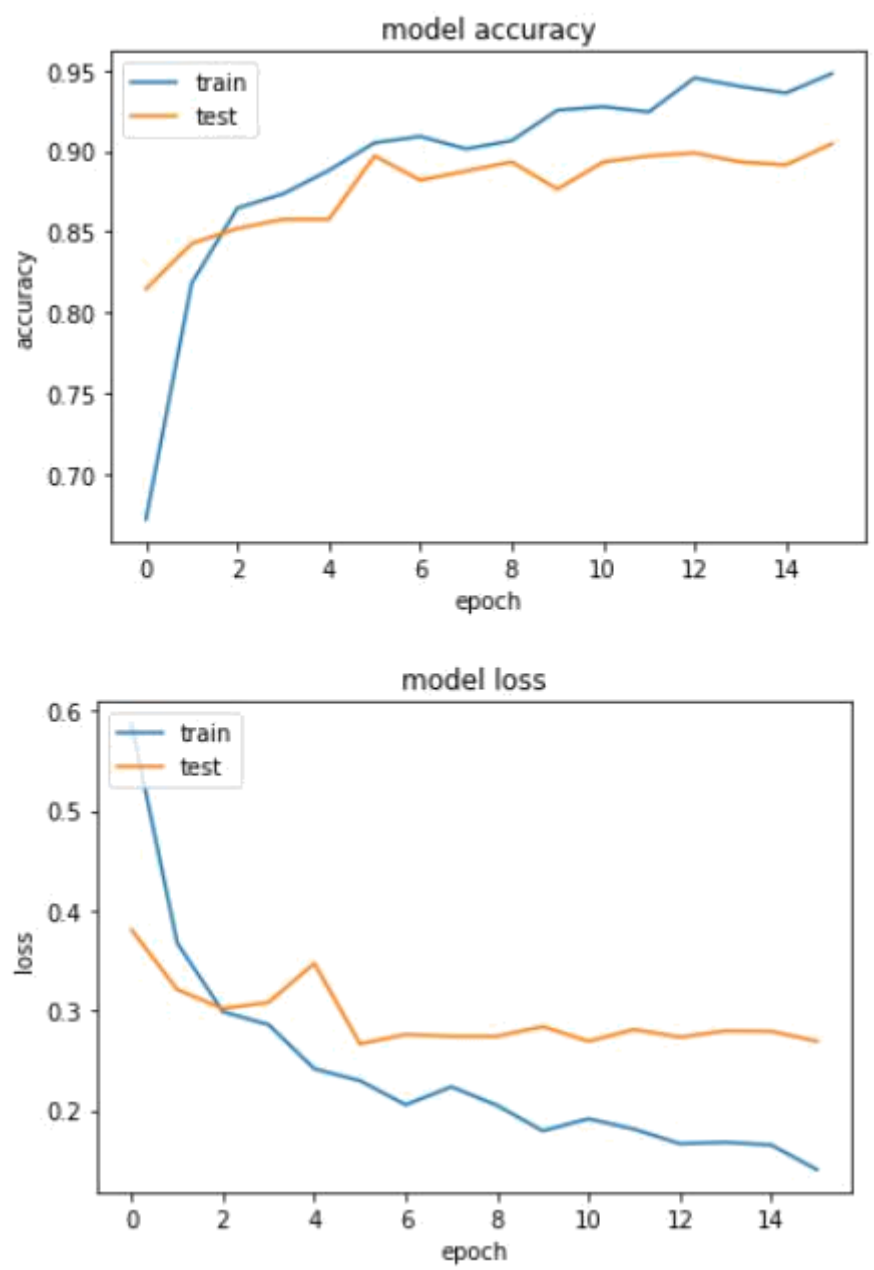 model accuracy
train
test
0.95
0.90
0.85
0.80
0.75
0.70
accuracy
0 2 4 6 8 10 12 14
epoch
model loss
train
test
0.6
0.5
0.4
0.3
0.2
loss
0 2 4 6 8 10 12 14
epoch